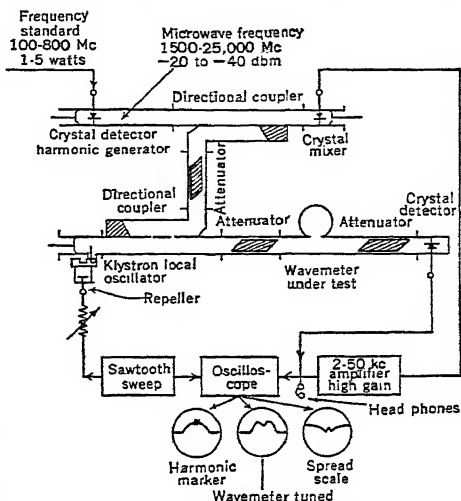 Frequency
standard
100-800 Mc
1-5 watts
Microwave frequency
1500-25,000 Mc
-20 to -40 dbm
Directional coupler
Crystal detector
harmonic generator
Attenuator
Crystal
mixer
Directional
coupler
Attenuator
Attenuator
Crystal
detector
Klystron local
oscillator
Wavemeter
under test
Repeller
Sawtooth
sweep
Oscillos-
cope
2-50 kc
amplifier
high gain
Head phones
Harmonic
marker
Spread
scale
Wavemeter tuned